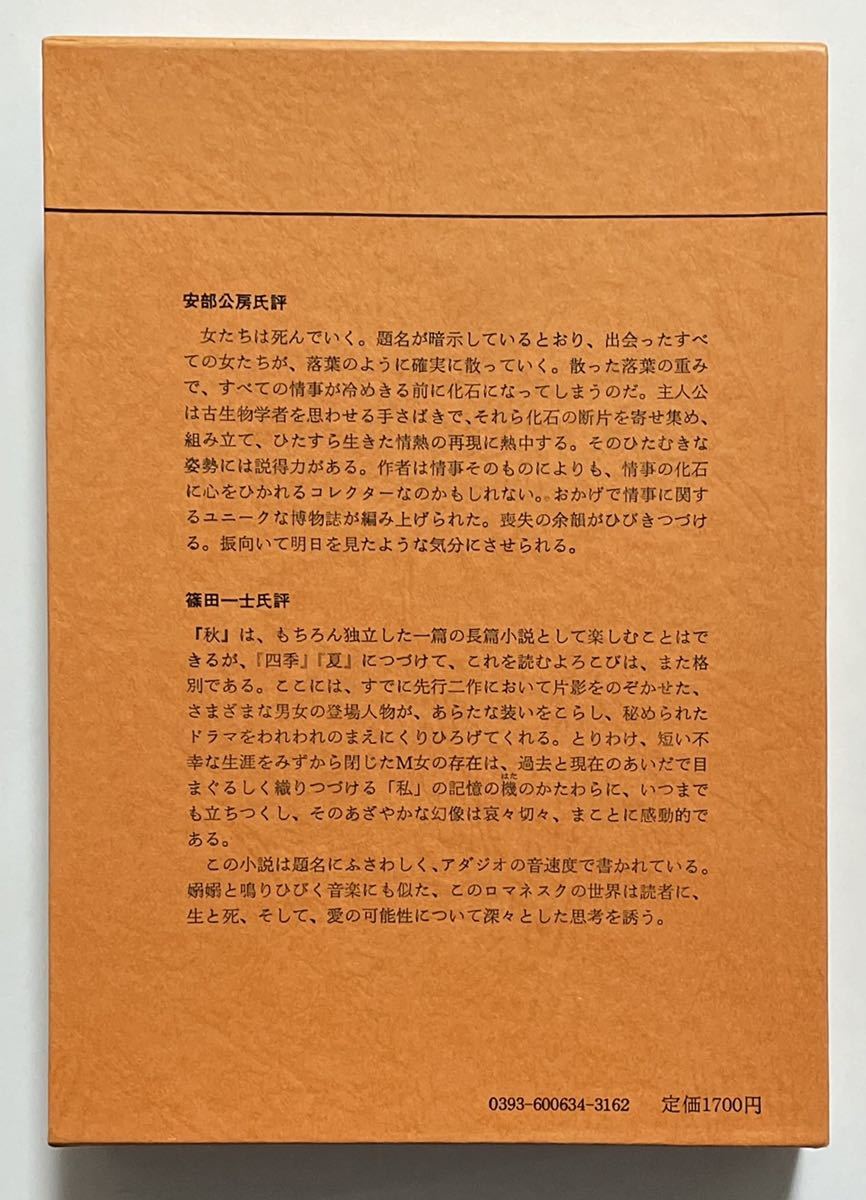 安部公房氏評
女たちは死んでいく。題名が暗示しているとおり、出会ったすべ
ての女たちが、落葉のように確実に散っていく。散った落葉の重み
で、すべての情事が冷めきる前に化石になってしまうのだ。主人公
は古生物学者を思わせる手さばきで、それら化石の断片を寄せ集め、
組み立て、ひたすら生きた情熱の再現に熱中する。そのひたむきな
姿勢には説得力がある。作者は情事そのものによりも、情事の化石
に心をひかれるコレクターなのかもしれない。おかげで情事に関す
るユニークな博物誌が編み上げられた。喪失の余韻がひびきつづけ
る。振向いて明日を見たような気分にさせられる。
篠田一士氏評
『秋』は、もちろん独立した一篇の長篇小説として楽しむことはで
きるが、『四季』『夏』につづけて、これを読むよろこびは、また格
別である。ここには、すでに先行二作において片影をのぞかせた、
さまざまな男女の登場人物が、あらたな装いをこらし、秘められた
ドラマをわれわれのまえにくりひろげてくれる。とりわけ、短い不
幸な生涯をみずから閉じたM女の存在は、過去と現在のあいだで目
まぐるしく織りつづける「私」の記憶の機のかたわらに、いつまで
はた
も立ちつくし、そのあざやかな幻像は哀々切々、まことに感動的で
ある。
この小説は題名にふさわしく、アダジオの音速度で書かれている。
嫋嫋と鳴りひびく音楽にも似た、このロマネスクの世界は読者に、
生と死、そして、愛の可能性について深々とした思考を誘う。
0393-600634-3162 定価1700円